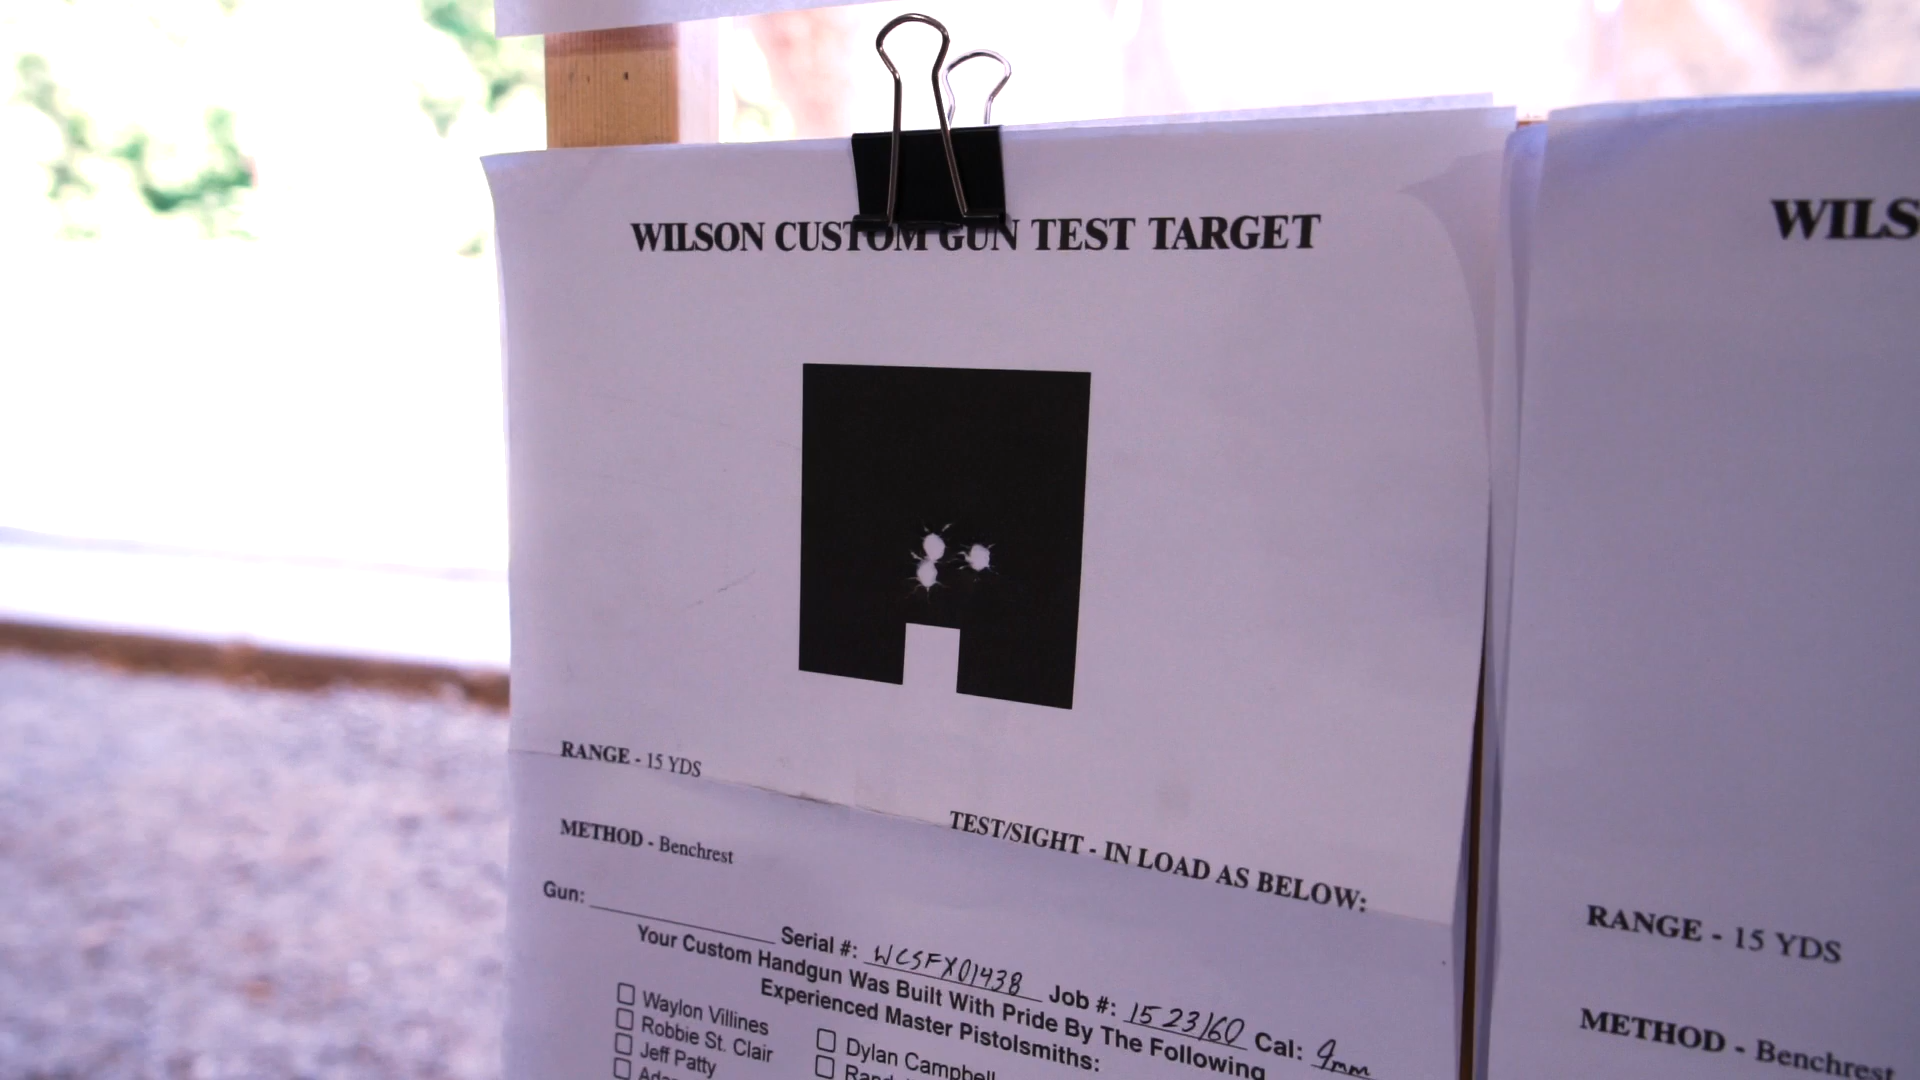 WILSON CUSTOM GUN TEST TARGET
RANGE - 15 YDS
TEST/SIGHT - IN LOAD AS BELOW:
METHOD - Benchrest
Gun: Serial #: WCSFX01438 Job #: 1523160 Cal: 9mm
Your Custom Handgun Was Built With Pride By The Following
Experienced Master Pistolsmiths:
Waylon Villines
Robbie St. Clair
Jeff Patty
Dylan Campbell
WILS
RANGE - 15 YDS
METHOD - Benchrest